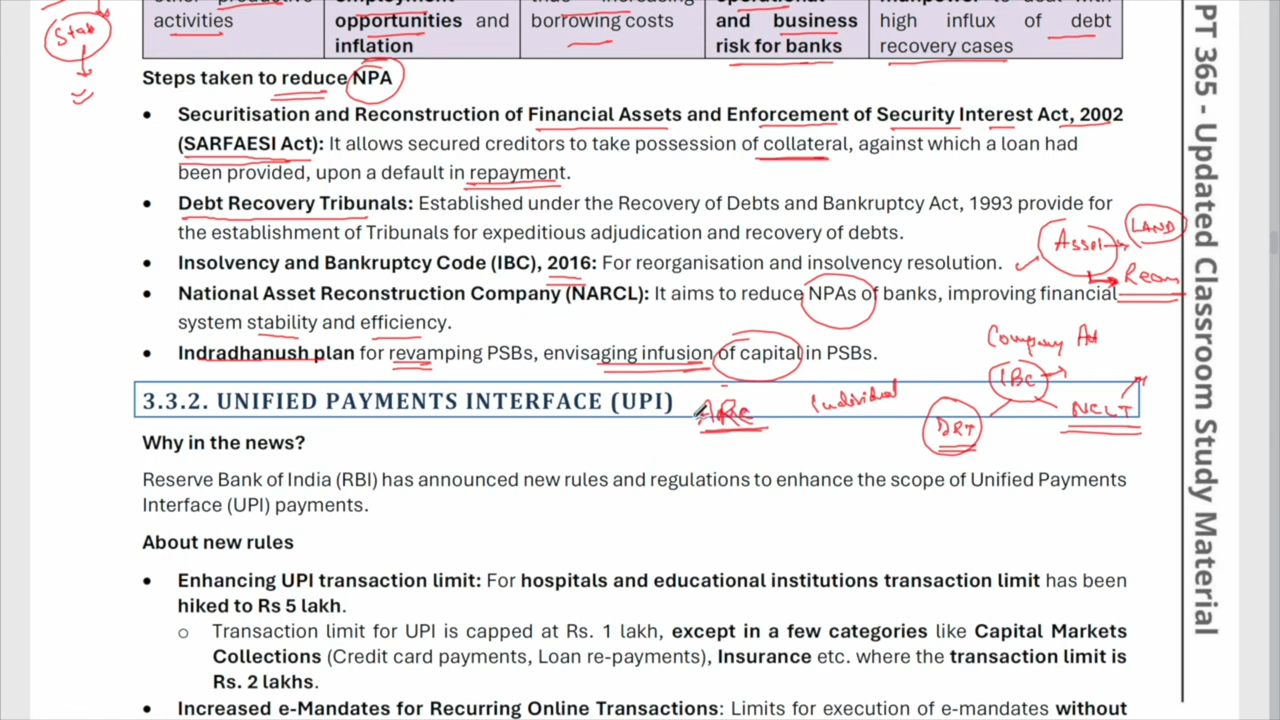 activities
opportunities and
inflation
borrowing costs
and business
risk for banks
high influx of debt
recovery cases
Stab
Steps taken to reduce NPA
• Securitisation and Reconstruction of Financial Assets and Enforcement of Security Interest Act, 2002
(SARFAESI Act): It allows secured creditors to take possession of collateral, against which a loan had
been provided, upon a default in repayment.
• Debt Recovery Tribunals: Established under the Recovery of Debts and Bankruptcy Act, 1993 provide for
the establishment of Tribunals for expeditious adjudication and recovery of debts.
Asset
LAND
• Insolvency and Bankruptcy Code (IBC), 2016: For reorganisation and insolvency resolution.
• National Asset Reconstruction Company (NARCL): It aims to reduce NPAs of banks, improving financial
system stability and efficiency.
Company Act
• Indradhanush plan for revamping PSBs, envisaging infusion of capital in PSBs.
IBC
3.3.2. UNIFIED PAYMENTS INTERFACE (UPI)
ARC
Individual
DRT
NCLT
Why in the news?
Reserve Bank of India (RBI) has announced new rules and regulations to enhance the scope of Unified Payments
Interface (UPI) payments.
About new rules
• Enhancing UPI transaction limit: For hospitals and educational institutions transaction limit has been
hiked to Rs 5 lakh.
o Transaction limit for UPI is capped at Rs. 1 lakh, except in a few categories like Capital Markets
Collections (Credit card payments, Loan re-payments), Insurance etc. where the transaction limit is
Rs. 2 lakhs.
• Increased e-Mandates for Recurring Online Transactions: Limits for execution of e-mandates without
PT 365 - Updated Classroom Study Material